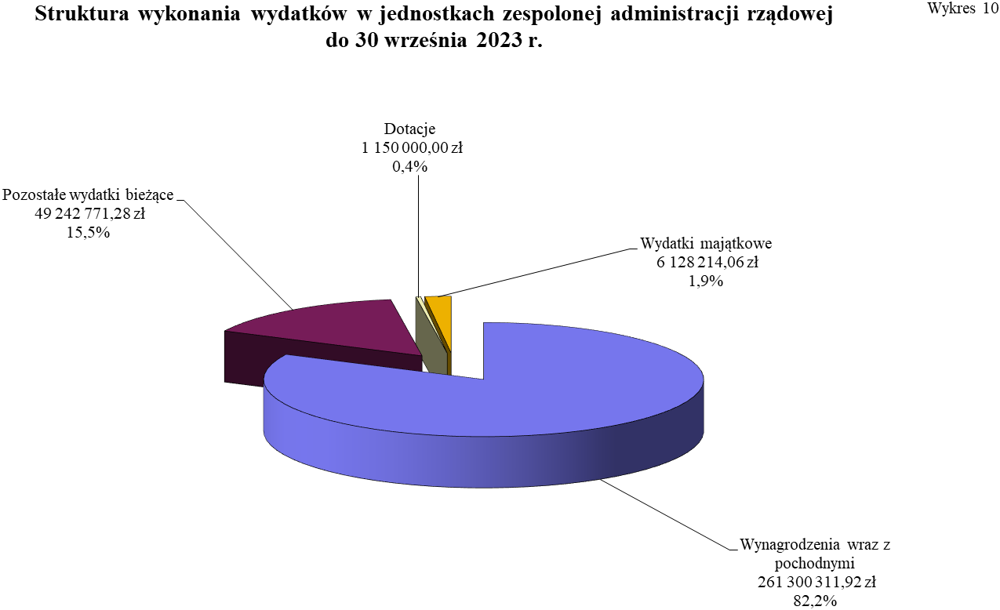 Struktura wykonania wydatków w jednostkach zespolonej administracji rządowej
do 30 września 2023 r.
Wykres 10
Dotacje
1 150 000,00 zł
0,4%
Pozostałe wydatki bieżące
49 242 771,28 zł
15,5%
Wydatki majątkowe
6 128 214,06 zł
1,9%
Wynagrodzenia wraz z
pochodnymi
261 300 311,92 zł
82,2%